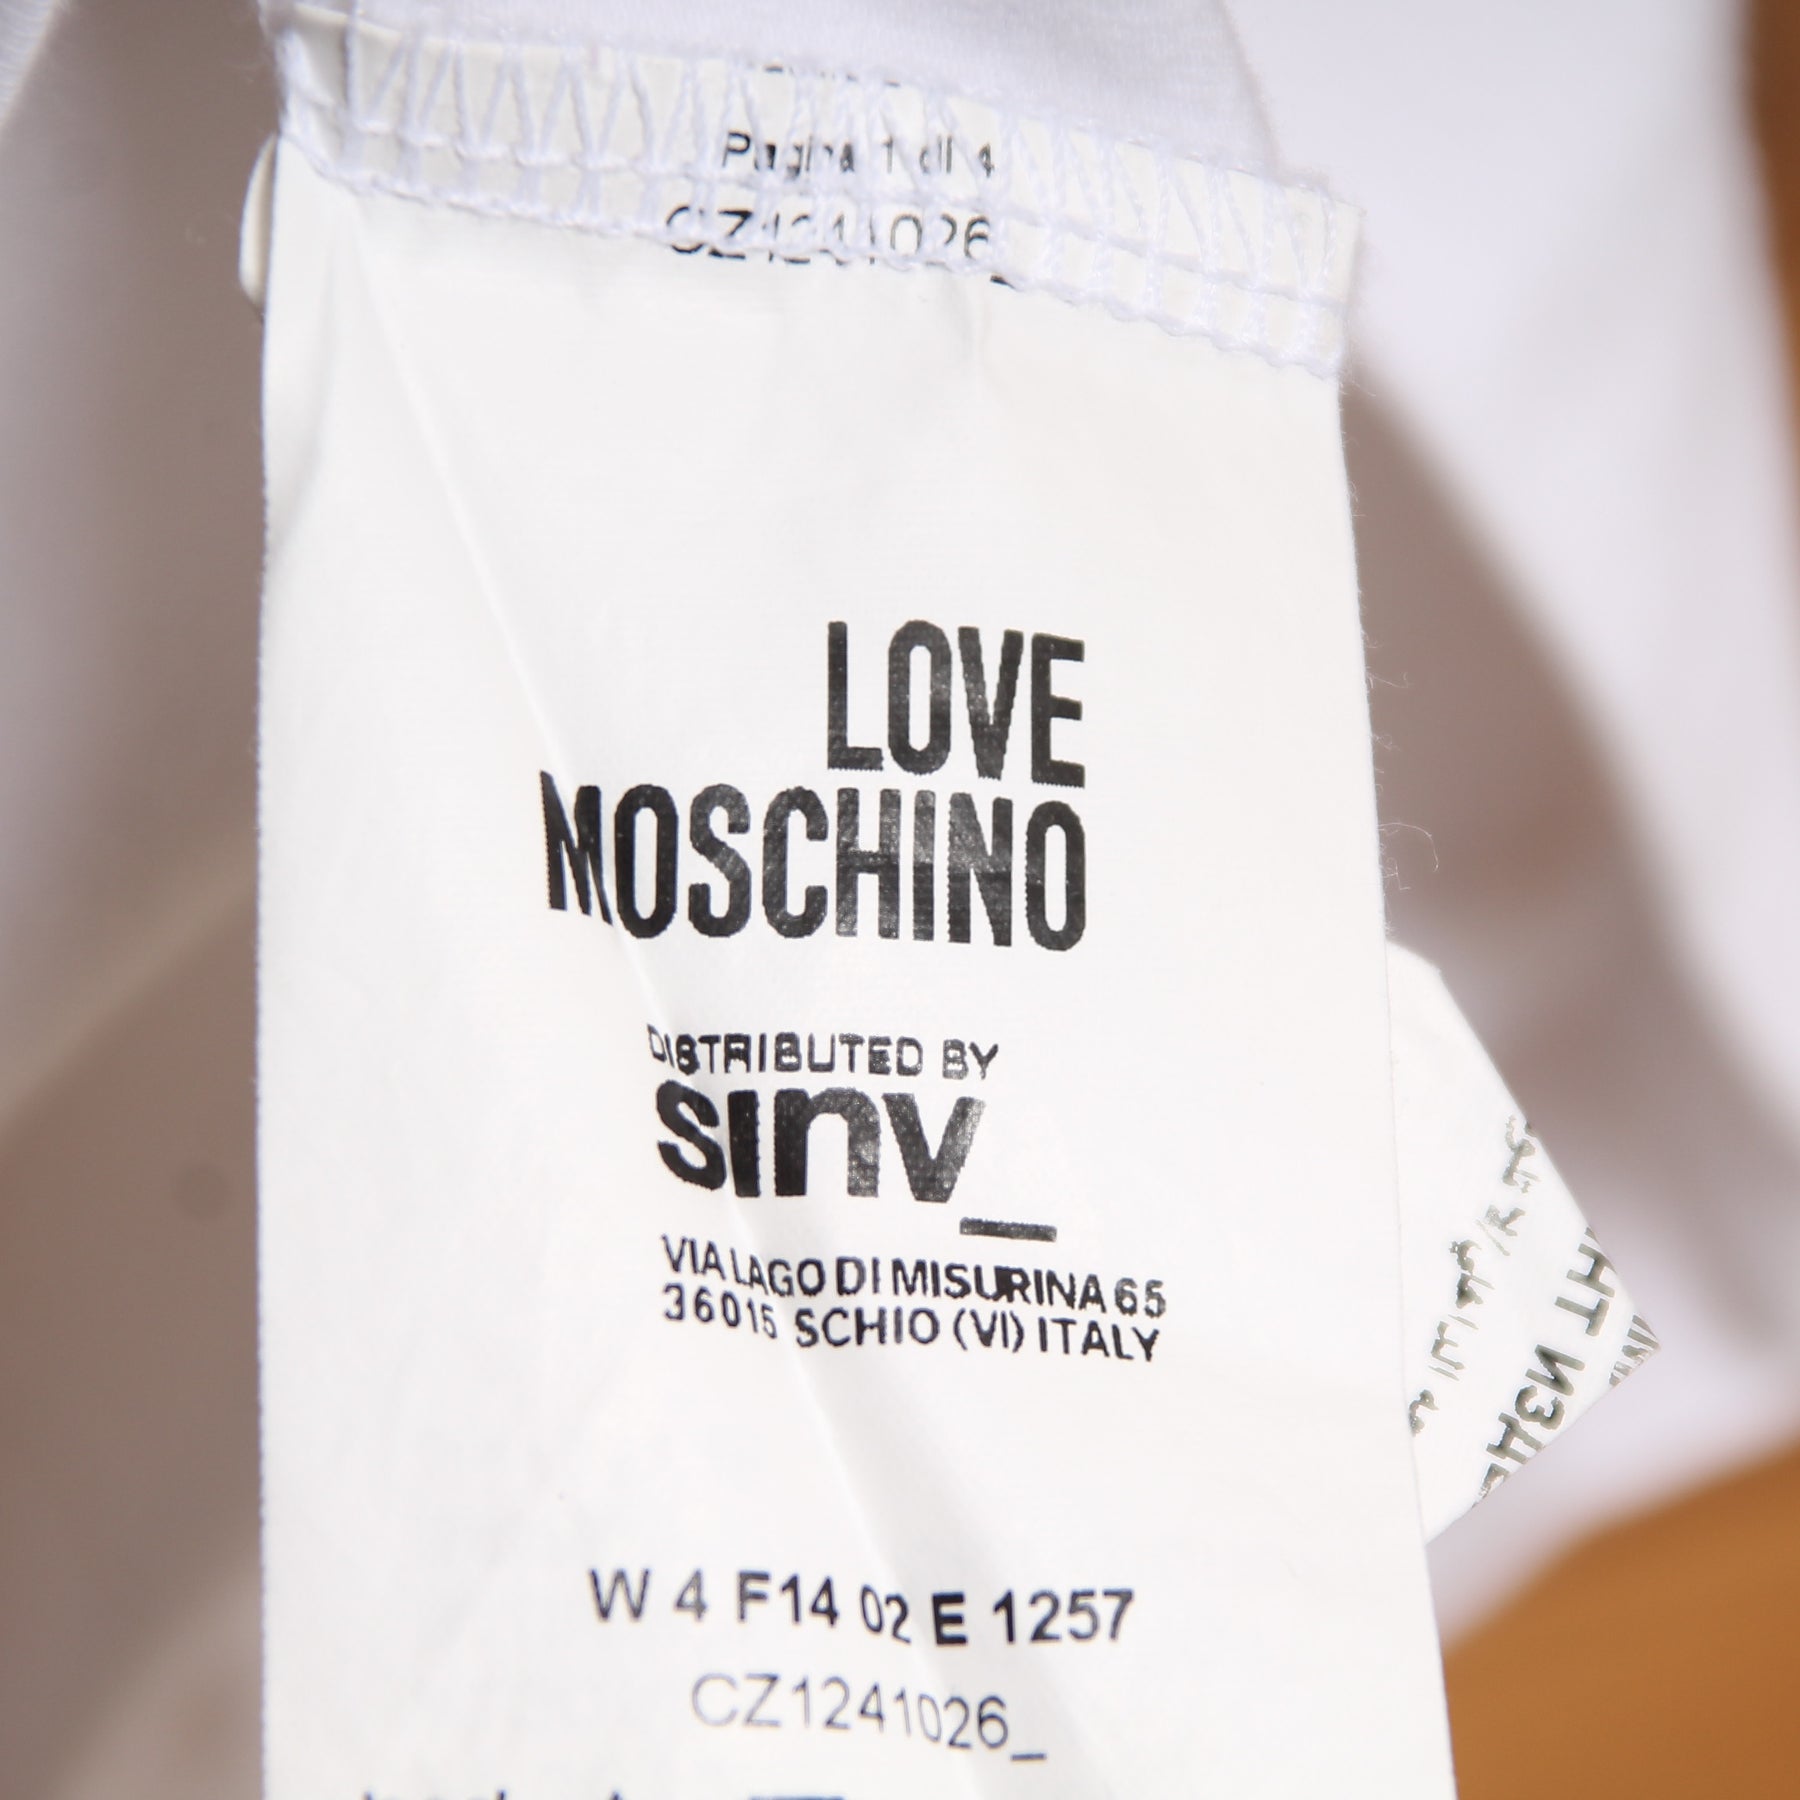 Pagina 1 di 4
CZ1241026_
LOVE
MOSCHINO
DISTRIBUTED BY
sinv_
VIA LAGO DI MISURINA 65
36015 SCHIO (VI) ITALY
W 4 F14 02 E 1257
CZ1241026_